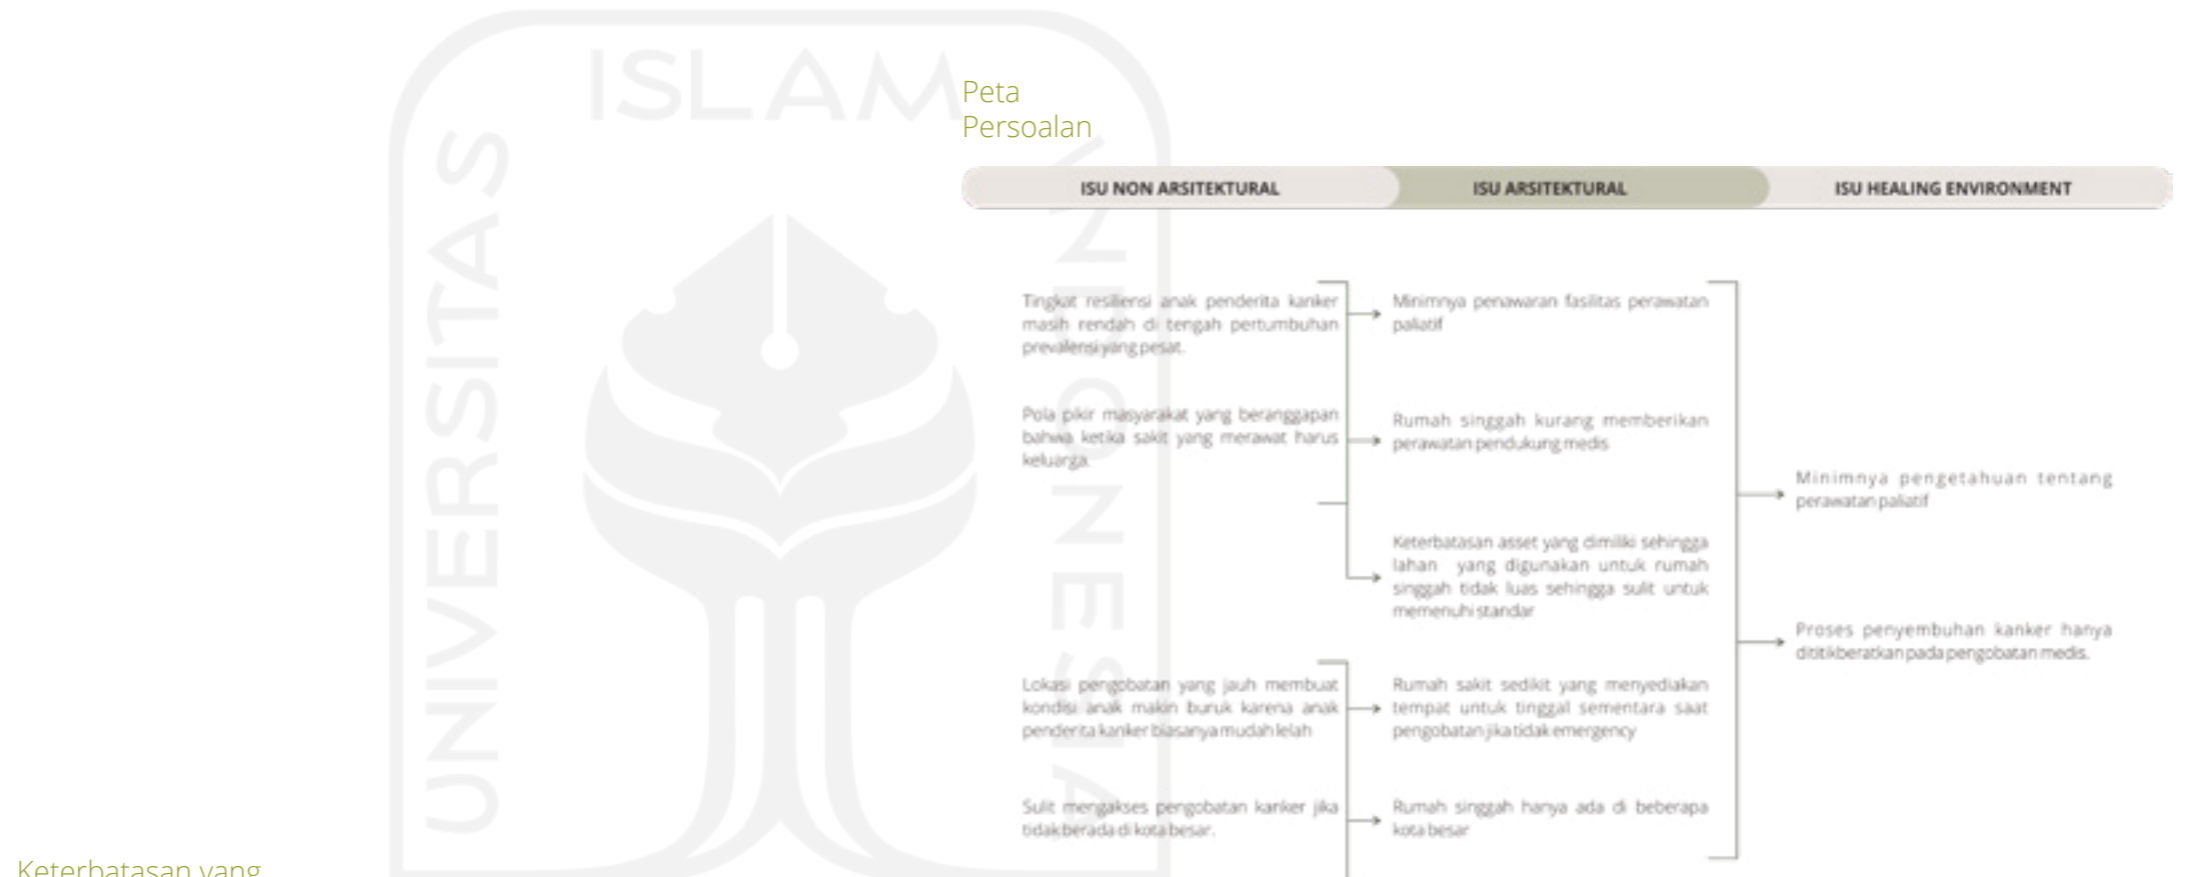 ISLAM
UNIVERSITAS
INDONESIA
Peta
Persoalan
ISU NON ARSITEKTURAL
ISU ARSITEKTURAL
ISU HEALING ENVIRONMENT
Tingkat resiliensi anak penderita kanker
masih rendah di tengah pertumbuhan
prevalensi yang pesat.
Pola pikir masyarakat yang beranggapan
bahwa ketika sakit yang merawat harus
keluarga.
Lokasi pengobatan yang jauh membuat
kondisi anak makin buruk karena anak
penderita kanker biasanya mudah lelah
Sulit mengakses pengobatan kanker jika
tidak berada di kota besar.
Minimnya penawaran fasilitas perawatan
paliatif
Rumah singgah kurang memberikan
perawatan pendukung medis
Keterbatasan asset yang dimiliki sehingga
lahan yang digunakan untuk rumah
singgah tidak luas sehingga sulit untuk
memenuhi standar
Rumah sakit sedikit yang menyediakan
tempat untuk tinggal sementara saat
pengobatan jika tidak emergency
Rumah singgah hanya ada di beberapa
kota besar
Minimnya pengetahuan tentang
perawatan paliatif
Proses penyembuhan kanker hanya
dititikberatkan pada pengobatan medis.
Keterbatasan yang